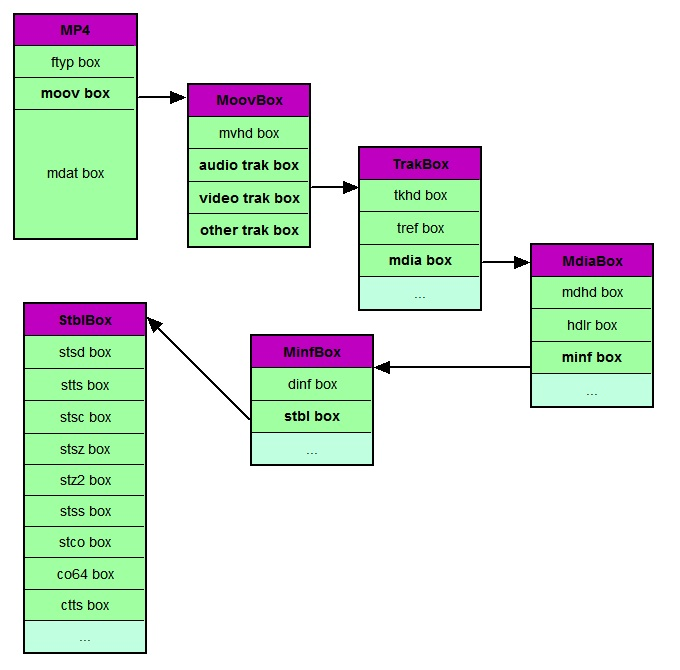 MP4
ftyp box
moov box
mdat box
MoovBox
mvhd box
audio trak box
video trak box
other trak box
TrakBox
tkhd box
tref box
mdia box
...
MdiaBox
mdhd box
hdlr box
minf box
...
MinfBox
dinf box
stbl box
...
StblBox
stsd box
stts box
stsc box
stsz box
stz2 box
stss box
stco box
co64 box
ctts box
...